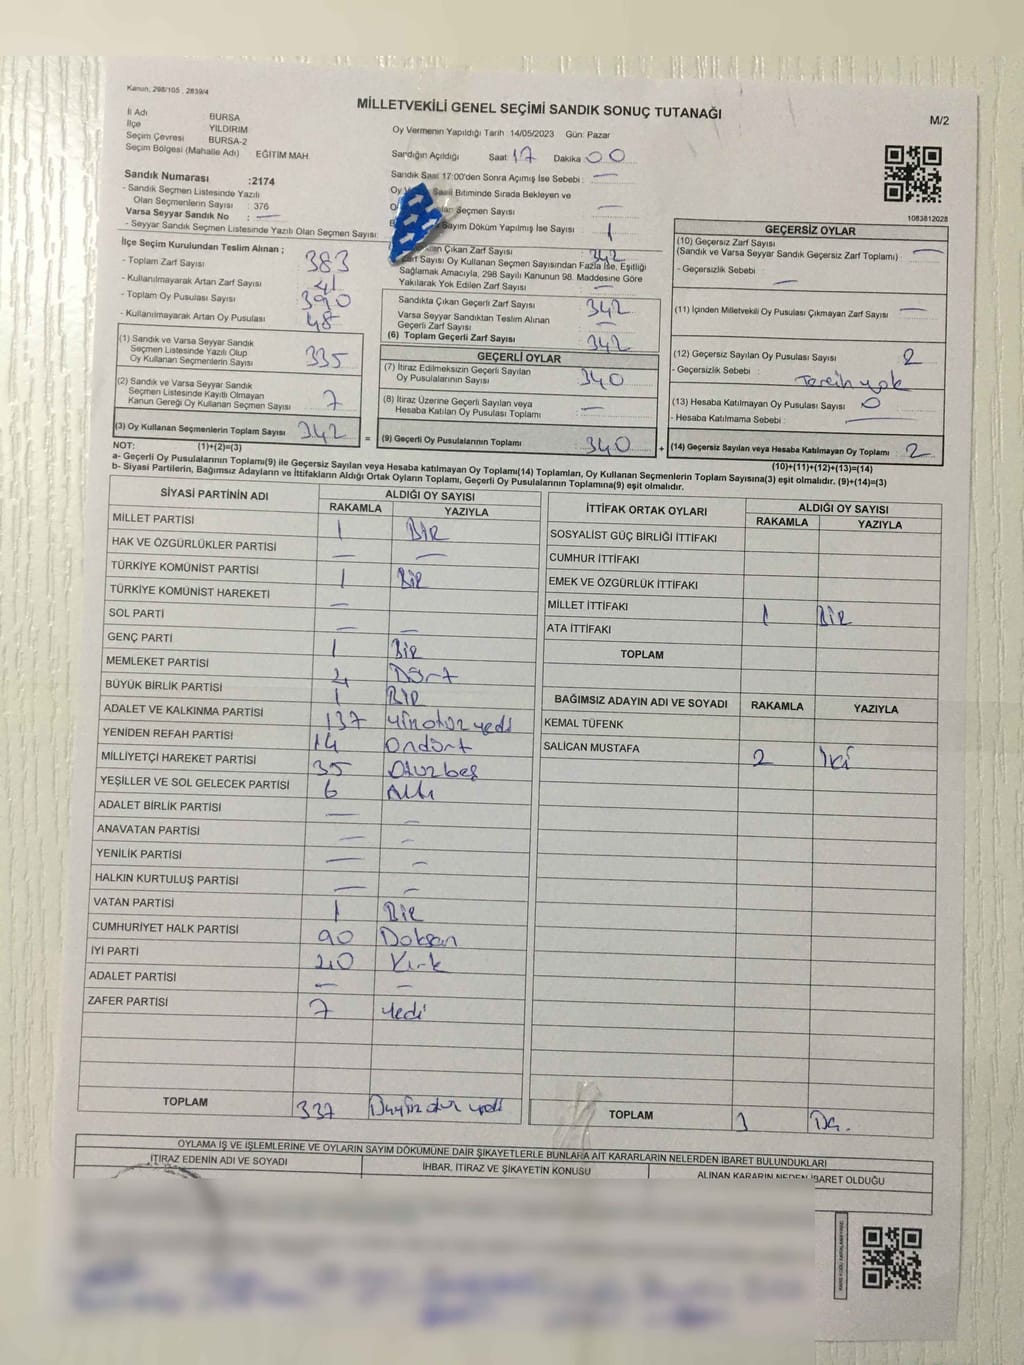 Kanun, 298/105 , 2839/4
MİLLETVEKİLİ GENEL SEÇİMİ SANDIK SONUÇ TUTANAĞI
M/2
İl Adı BURSA
İlçe YILDIRIM
Seçim Çevresi BURSA-2
Seçim Bölgesi (Mahalle Adı) EĞİTİM MAH
Sandık Numarası :2174
- Sandık Seçmen Listesinde Yazılı
Olan Seçmenlerin Sayısı : 376
Varsa Seyyar Sandık No : —
- Seyyar Sandık Seçmen Listesinde Yazılı Olan Seçmen Sayısı:
İlçe Seçim Kurulundan Teslim Alınan ;
- Toplam Zarf Sayısı 383
- Kullanılmayarak Artan Zarf Sayısı 41
- Toplam Oy Pusulası Sayısı 390
- Kullanılmayarak Artan Oy Pusulası 48
(1) Sandık ve Varsa Seyyar Sandık
Seçmen Listesinde Yazılı Olup
Oy Kullanan Seçmenlerin Sayısı 335
(2) Sandık ve Varsa Seyyar Sandık
Seçmen Listesinde Kayıtlı Olmayan
Kanun Gereği Oy Kullanan Seçmen Sayısı 7
(3) Oy Kullanan Seçmenlerin Toplam Sayısı 342 =
Oy Vermenin Yapıldığı Tarih : 14/05/2023 Gün: Pazar
Sandığın Açıldığı Saat 17 Dakika 00
Sandık Saat 17:00'den Sonra Açımış İse Sebebi : —
Oy Saati Bitiminde Sırada Bekleyen ve
Seçmen Sayısı —
Sayım Döküm Yapılmış İse Sayısı 1
Çıkan Zarf Sayısı : 342
Zarf Sayısı Oy Kullanan Seçmen Sayısından Fazla İse, Eşitliği
Sağlamak Amacıyla, 298 Sayılı Kanunun 98. Maddesine Göre
Yakılarak Yok Edilen Zarf Sayısı : —
Sandıkta Çıkan Geçerli Zarf Sayısı 342
Varsa Seyyar Sandıktan Teslim Alınan
Geçerli Zarf Sayısı —
(6) Toplam Geçerli Zarf Sayısı 342
GEÇERLİ OYLAR
(7) İtiraz Edilmeksizin Geçerli Sayılan
Oy Pusulalarının Sayısı 340
(8) İtiraz Üzerine Geçerli Sayılan veya
Hesaba Katılan Oy Pusulası Toplamı —
(9) Geçerli Oy Pusulalarının Toplamı 340 +
1083812028
GEÇERSİZ OYLAR
(10) Geçersiz Zarf Sayısı
(Sandık ve Varsa Seyyar Sandık Geçersiz Zarf Toplamı) —
- Geçersizlik Sebebi : —
(11) İçinden Milletvekili Oy Pusulası Çıkmayan Zarf Sayısı —
(12) Geçersiz Sayılan Oy Pusulası Sayısı 2
- Geçersizlik Sebebi : Tercih yok
(13) Hesaba Katılmayan Oy Pusulası Sayısı 0
- Hesaba Katılmama Sebebi : —
(14) Geçersiz Sayılan veya Hesaba Katılmayan Oy Toplamı 2
NOT: (1)+(2)=(3)
(10)+(11)+(12)+(13)=(14)
a- Geçerli Oy Pusulaları Toplamı(9) ile Geçersiz Sayılan veya Hesaba katılmayan Oy Toplamı(14) Toplamları, Oy Kullanan Seçmenlerin Toplam Sayısına(3) eşit olmalıdır. (9)+(14)=(3)
b- Siyasi Partilerin, Bağımsız Adayların ve İttifakların Aldığı Ortak Oyların Toplamı, Geçerli Oy Pusulalarının Toplamına(9) eşit olmalıdır.
SİYASİ PARTİNİN ADI ALDIĞI OY SAYISI
RAKAMLA YAZIYLA
MİLLET PARTİSİ 1 BİR
HAK VE ÖZGÜRLÜKLER PARTİSİ — —
TÜRKİYE KOMÜNİST PARTİSİ 1 BİR
TÜRKİYE KOMÜNİST HAREKETİ —
SOL PARTİ — —
GENÇ PARTİ 1 BİR
MEMLEKET PARTİSİ 4 Dört
BÜYÜK BİRLİK PARTİSİ 1 BİR
ADALET VE KALKINMA PARTİSİ 137 yüzotuz yedi
YENİDEN REFAH PARTİSİ 14 Ondört
MİLLİYETÇİ HAREKET PARTİSİ 35 Otuzbeş
YEŞİLLER VE SOL GELECEK PARTİSİ 6 Altı
ADALET BİRLİK PARTİSİ — —
ANAVATAN PARTİSİ — —
YENİLİK PARTİSİ — —
HALKIN KURTULUŞ PARTİSİ — —
VATAN PARTİSİ 1 BİR
CUMHURİYET HALK PARTİSİ 90 Doksan
İYİ PARTİ 40 Kırk
ADALET PARTİSİ — —
ZAFER PARTİSİ 7 yedi
TOPLAM 337
İTTİFAK ORTAK OYLARI ALDIĞI OY SAYISI
RAKAMLA YAZIYLA
SOSYALİST GÜÇ BİRLİĞİ İTTİFAKI
CUMHUR İTTİFAKI
EMEK VE ÖZGÜRLÜK İTTİFAKI
MİLLET İTTİFAKI 1 BİR
ATA İTTİFAKI
TOPLAM
BAĞIMSIZ ADAYIN ADI VE SOYADI RAKAMLA YAZIYLA
KEMAL TÜFENK
SALİCAN MUSTAFA 2 İki
TOPLAM
OYLAMA İŞ VE İŞLEMLERİNE VE OYLARIN SAYIM DÖKÜMÜNE DAİR ŞİKAYETLERLE BUNLARA AİT KARARLARIN NELERDEN İBARET BULUNDUKLARI
İTİRAZ EDENİN ADI VE SOYADI İHBAR, İTİRAZ VE ŞİKAYETİN KONUSU ALINAN KARARIN NEDEN İBARET OLDUĞU